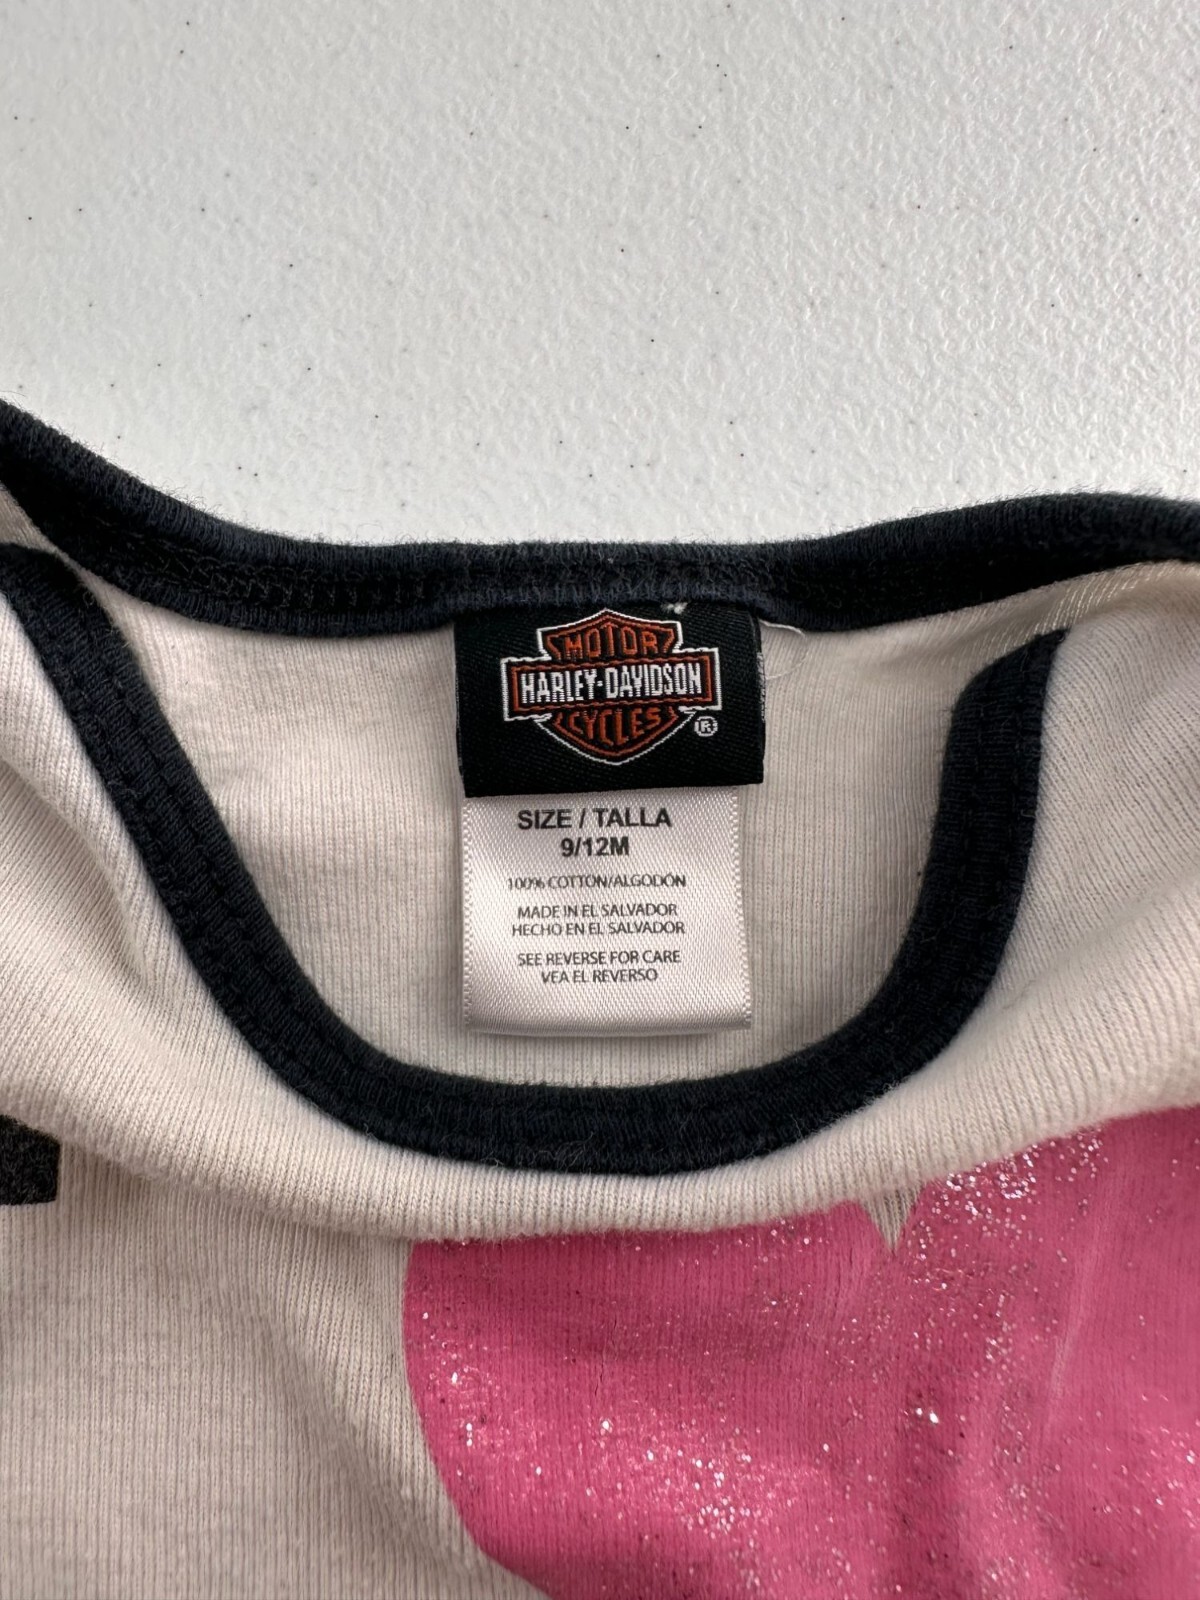 MOTOR
HARLEY-DAVIDSON
CYCLES
®
SIZE / TALLA
9/12M
100% COTTON/ALGODÓN
MADE IN EL SALVADOR
HECHO EN EL SALVADOR
SEE REVERSE FOR CARE
VEA EL REVERSO